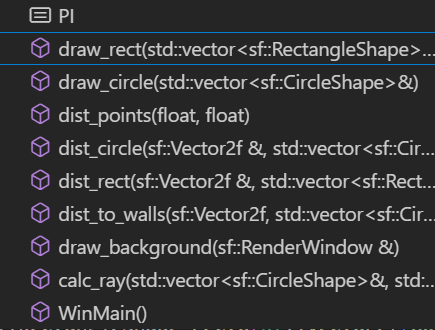 PI
draw_rect(std::vector<sf::RectangleShape>...
draw_circle(std::vector<sf::CircleShape>&)
dist_points(float, float)
dist_circle(sf::Vector2f &, std::vector<sf::Cir...
dist_rect(sf::Vector2f &, std::vector<sf::Rect...
dist_to_walls(sf::Vector2f, std::vector<sf::Cir...
draw_background(sf::RenderWindow &)
calc_ray(std::vector<sf::CircleShape>&, std:...
WinMain()